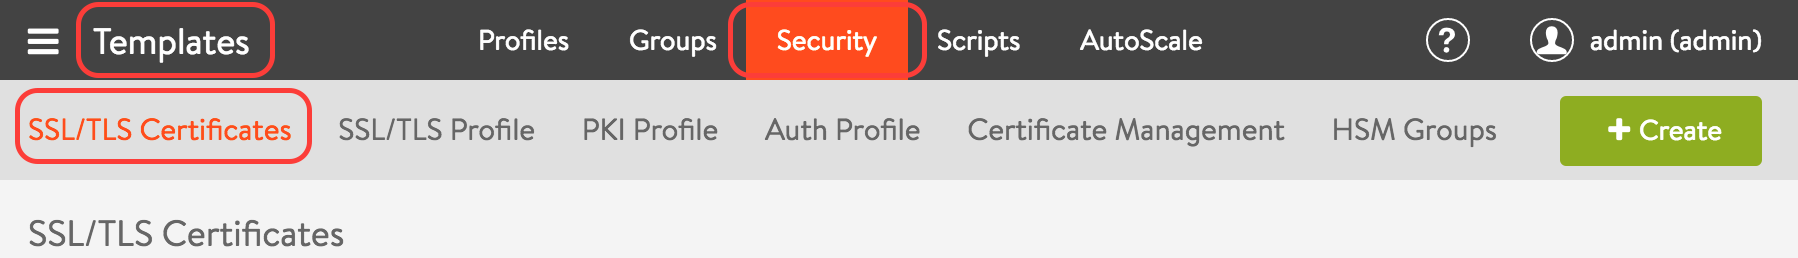 Templates Profiles Groups Security Scripts AutoScale ? admin (admin)
SSL/TLS Certificates SSL/TLS Profile PKI Profile Auth Profile Certificate Management HSM Groups + Create
SSL/TLS Certificates